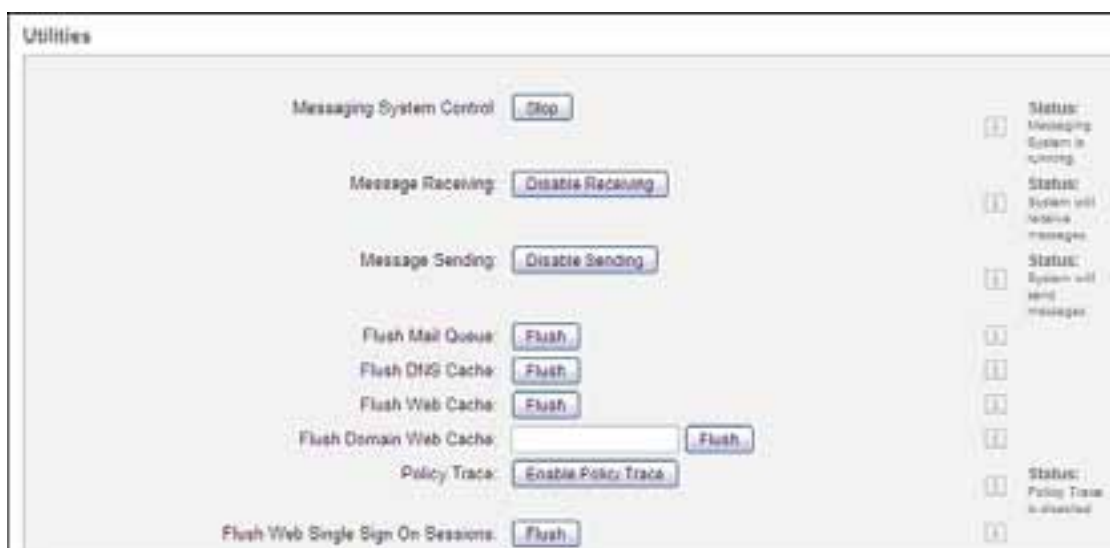 Utilities
Messaging System Control: Stop
Status:
Messaging
System is
running.
Message Receiving: Disable Receiving
Status:
System will
receive
messages.
Message Sending: Disable Sending
Status:
System will
send
messages.
Flush Mail Queue: Flush
Flush DNS Cache: Flush
Flush Web Cache: Flush
Flush Domain Web Cache: Flush
Policy Trace: Enable Policy Trace
Status:
Policy Trace
is disabled.
Flush Web Single Sign On Sessions: Flush